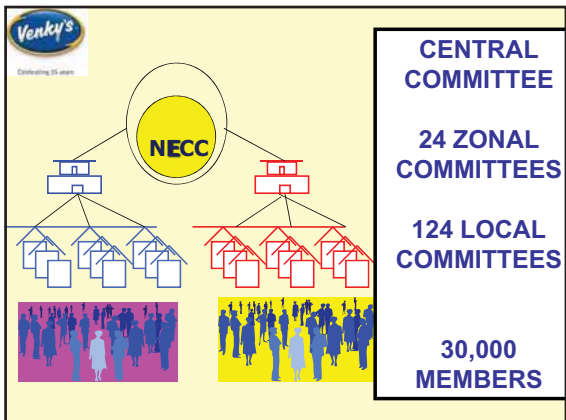 Venky's
Celebrating 25 years
NECC
CENTRAL
COMMITTEE
24 ZONAL
COMMITTEES
124 LOCAL
COMMITTEES
30,000
MEMBERS